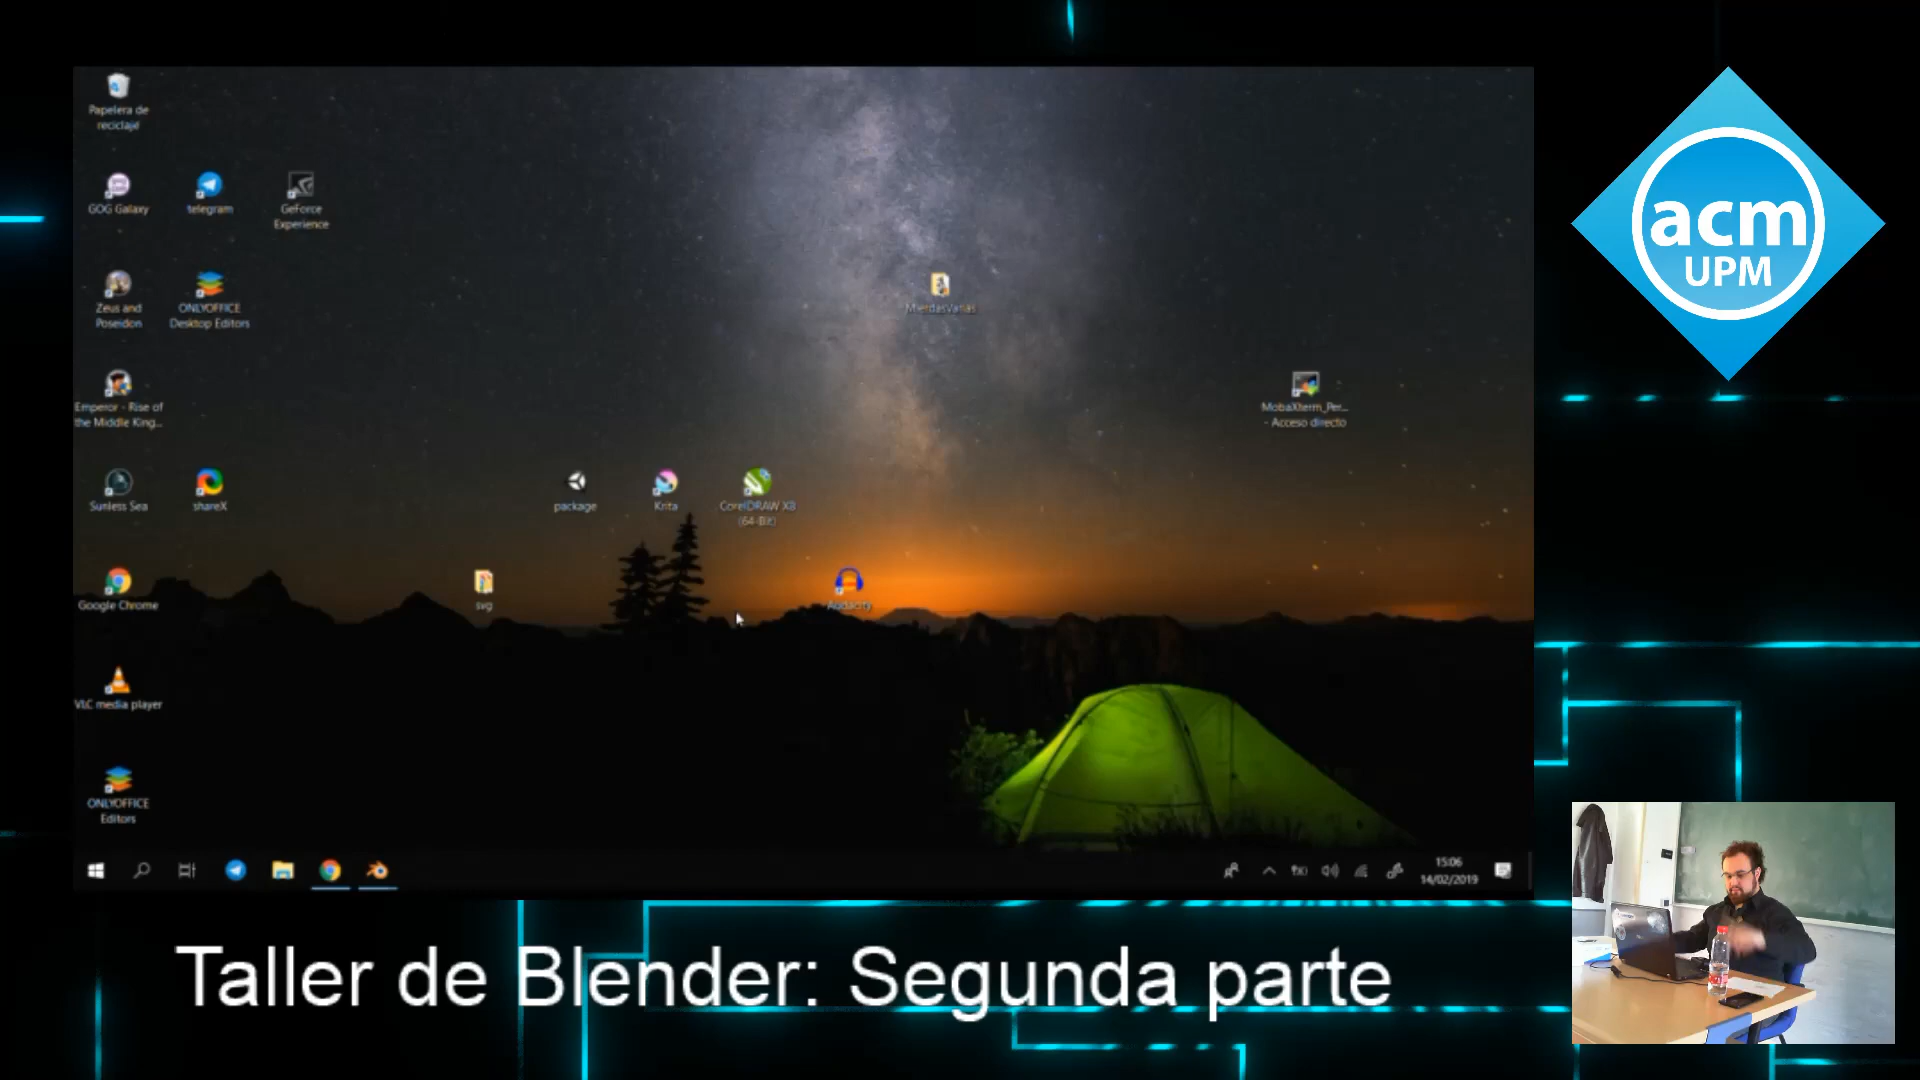 Papelera de
reciclaje
GOG Galaxy
telegram
GeForce
Experience
Zeus and
Poseidon
ONLYOFFICE
Desktop Editors
MierdasVarias
Emperor - Rise of
the Middle King...
MobaXterm_Per...
- Acceso directo
Sunless Sea
shareX
package
Krita
CorelDRAW X8
(64-Bit)
Google Chrome
svg
Audacity
VLC media player
ONLYOFFICE
Editors
15:06
14/02/2019
acm
UPM
Taller de Blender: Segunda parte